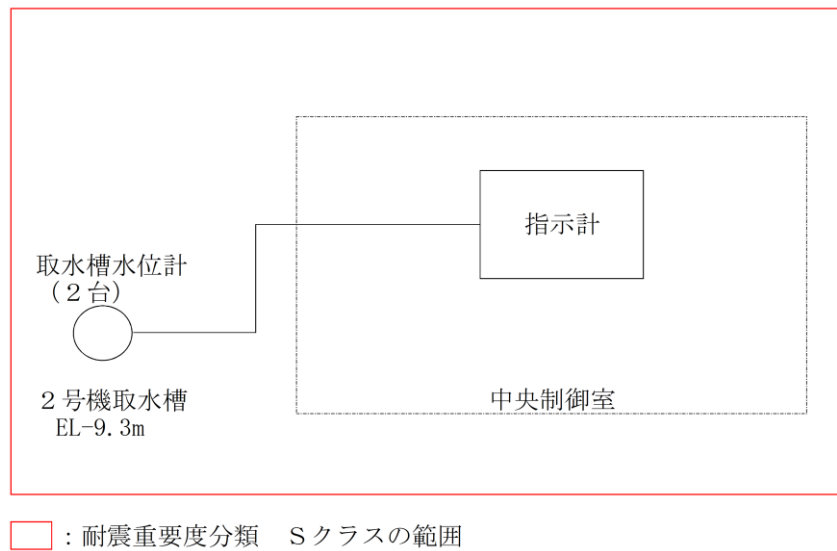 指示計
取水槽水位計
（２台）
２号機取水槽
EL-9.3m
中央制御室
：耐震重要度分類　Ｓクラスの範囲